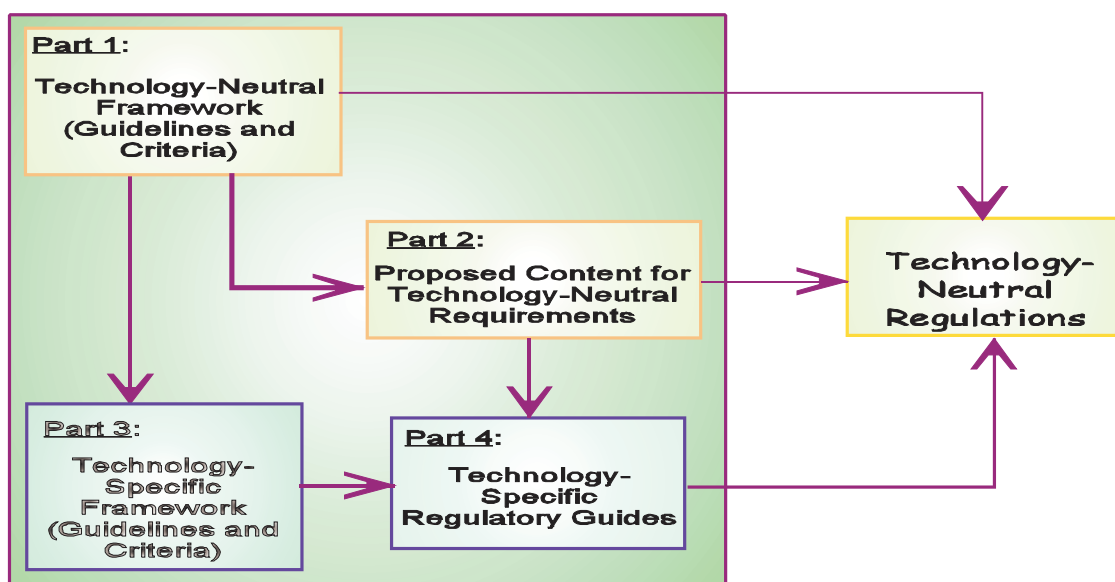 Part 1:
Technology-Neutral
Framework
(Guidelines and
Criteria)
Part 2:
Proposed Content for
Technology-Neutral
Requirements
Technology-
Neutral
Regulations
Part 3:
Technology-
Specific
Framework
(Guidelines and
Criteria)
Part 4:
Technology-
Specific
Regulatory Guides